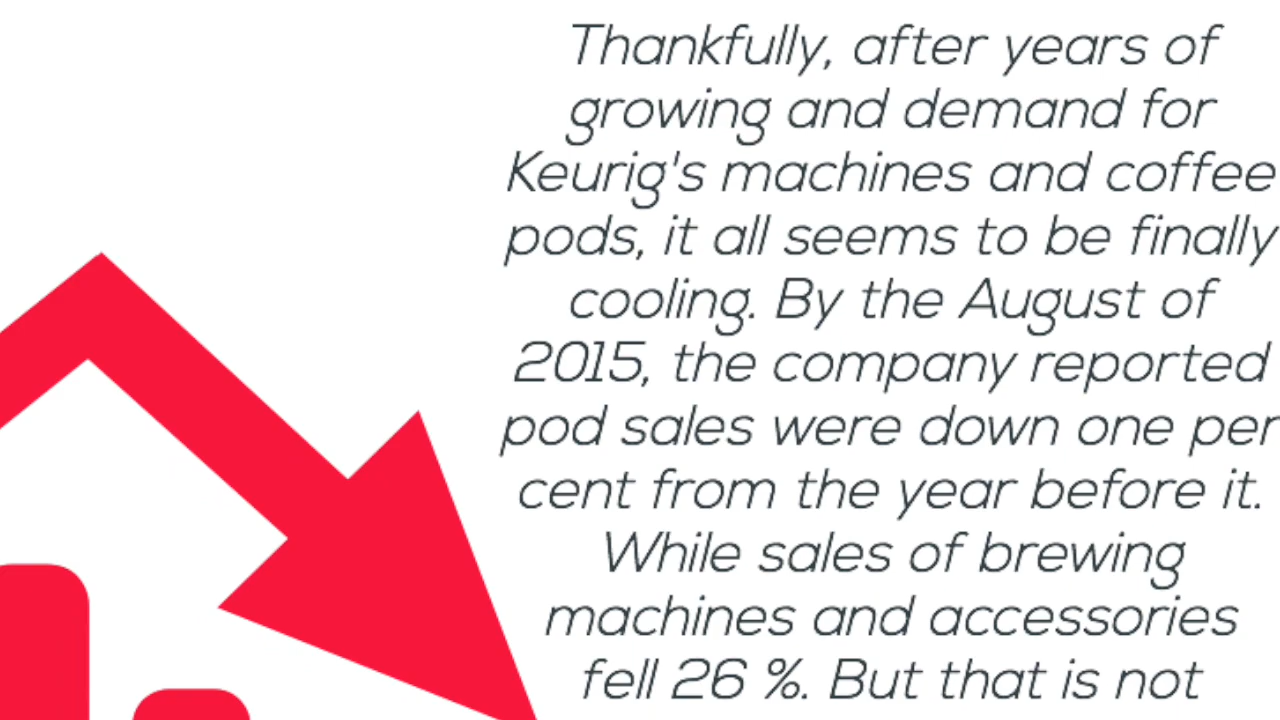 Thankfully, after years of
growing and demand for
Keurig's machines and coffee
pods, it all seems to be finally
cooling. By the August of
2015, the company reported
pod sales were down one per
cent from the year before it.
While sales of brewing
machines and accessories
fell 26 %. But that is not